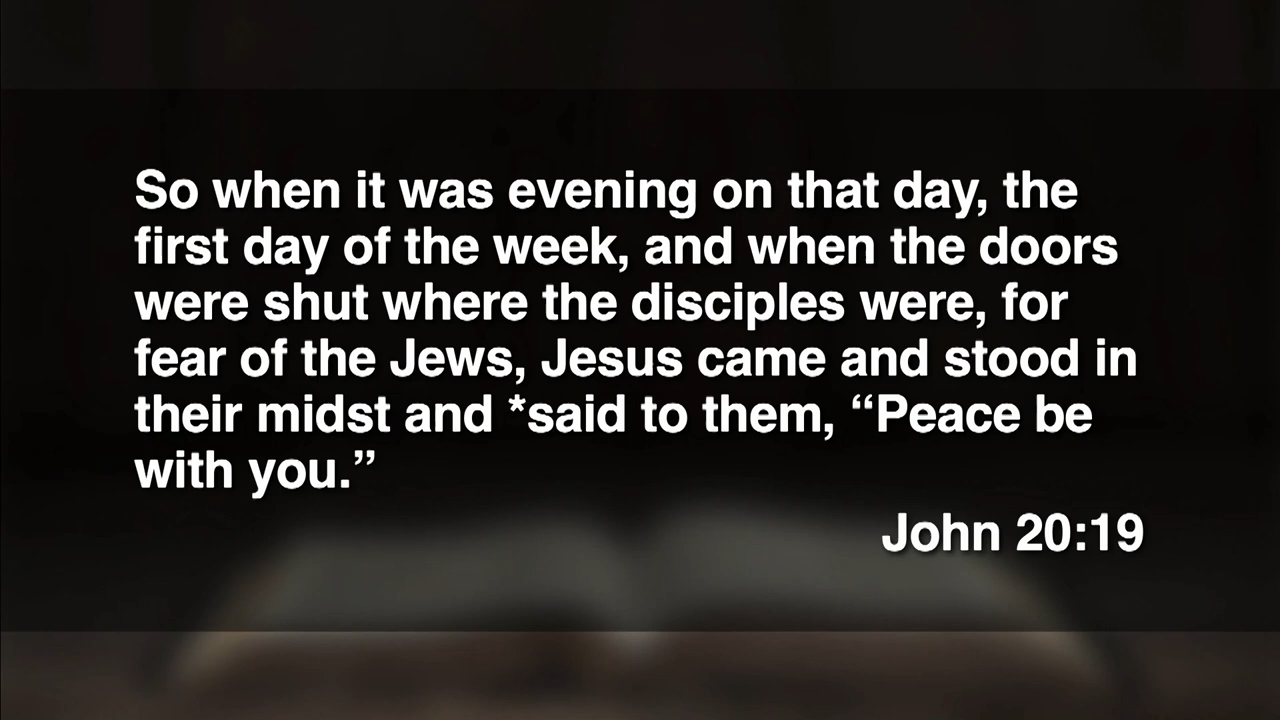 So when it was evening on that day, the
first day of the week, and when the doors
were shut where the disciples were, for
fear of the Jews, Jesus came and stood in
their midst and *said to them, “Peace be
with you.”
John 20:19